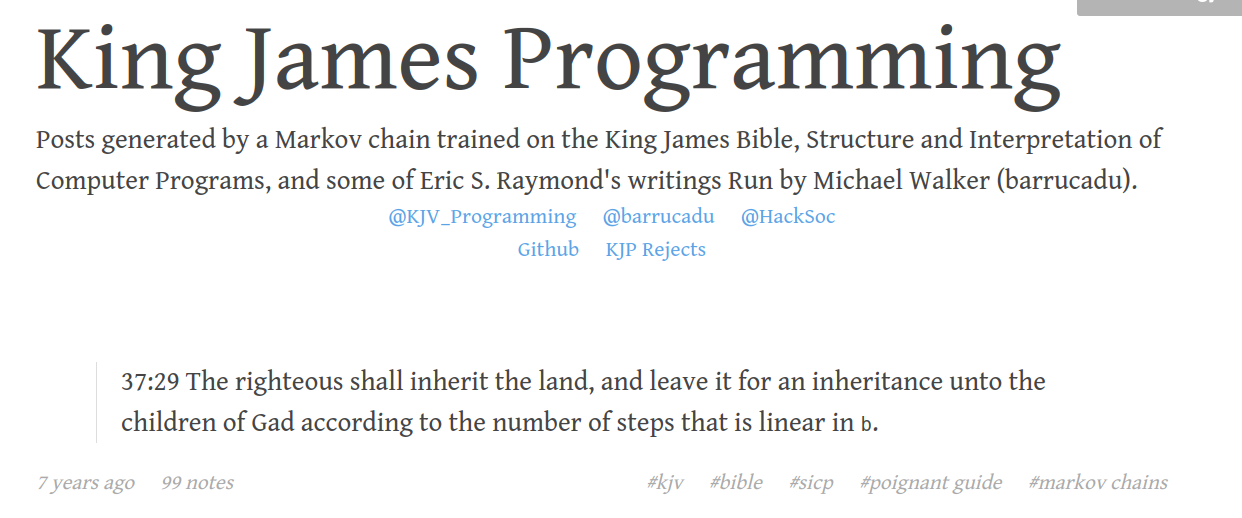 King James Programming
Posts generated by a Markov chain trained on the King James Bible, Structure and Interpretation of
Computer Programs, and some of Eric S. Raymond's writings Run by Michael Walker (barrucadu).
@KJV_Programming @barrucadu @HackSoc
Github KJP Rejects
37:29 The righteous shall inherit the land, and leave it for an inheritance unto the
children of Gad according to the number of steps that is linear in b.
7 years ago 99 notes #kjv #bible #sicp #poignant guide #markov chains